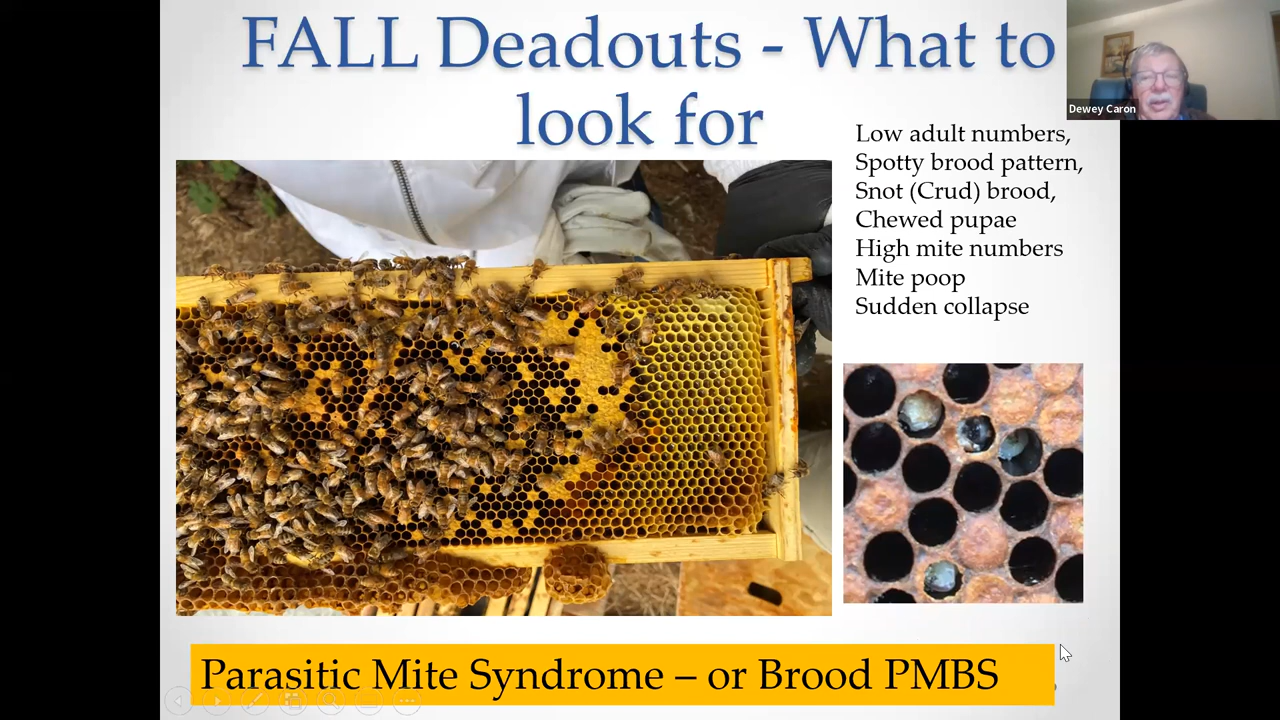 FALL Deadouts - What to
look for
Dewey Caron
Low adult numbers,
Spotty brood pattern,
Snot (Crud) brood,
Chewed pupae
High mite numbers
Mite poop
Sudden collapse
Parasitic Mite Syndrome – or Brood PMBS